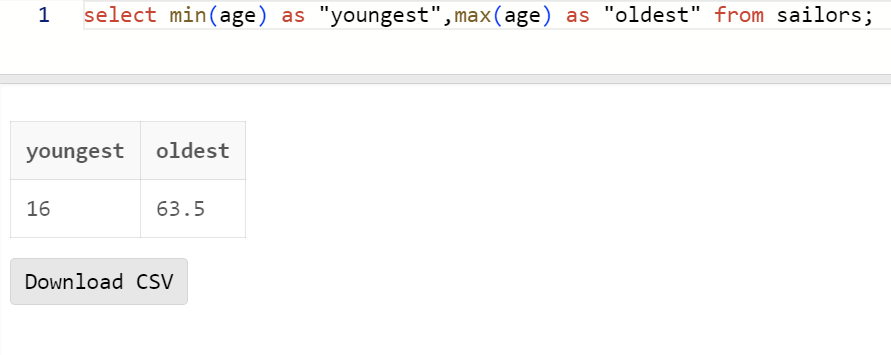 1 select min(age) as "youngest",max(age) as "oldest" from sailors;
youngest oldest
16 63.5
Download CSV